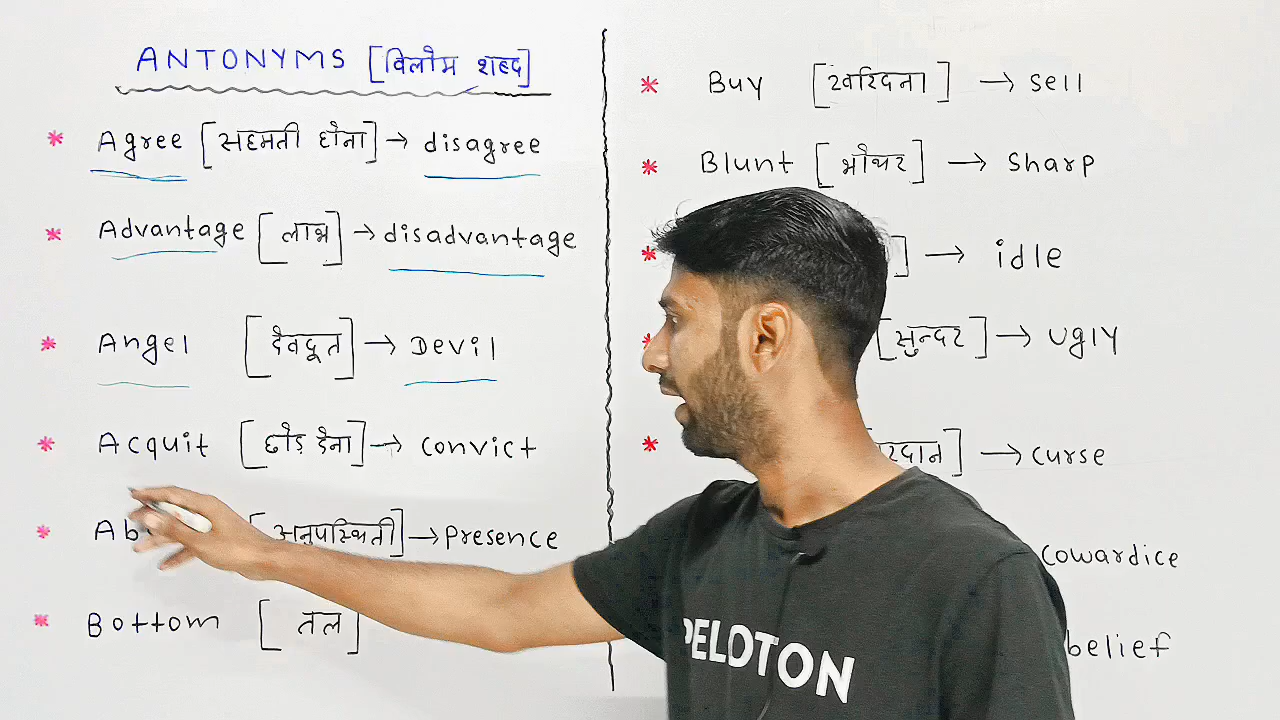 ANTONYMS [विलोम शब्द]
* Agree [सहमती होना] → disagree
* Advantage [लाभ] → disadvantage
* Angel [देवदूत] → Devil
* Acquit [छोड़ देना] → convict
* [अनुपस्थिती] → Presence
* Bottom [तल]
* Buy [खरिदना] → sell
* Blunt [भोथर] → Sharp
* ] → idle
* [सुन्दर] → Ugly
* ] → curse
cowardice
belief
PELOTON